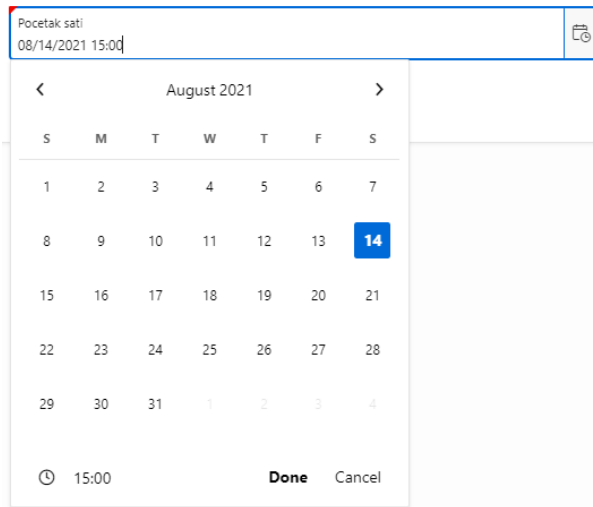 Pocetak sati
08/14/2021 15:00
August 2021
S M T W T F S
1 2 3 4 5 6 7
8 9 10 11 12 13 14
15 16 17 18 19 20 21
22 23 24 25 26 27 28
29 30 31 1 2 3 4
15:00 Done Cancel